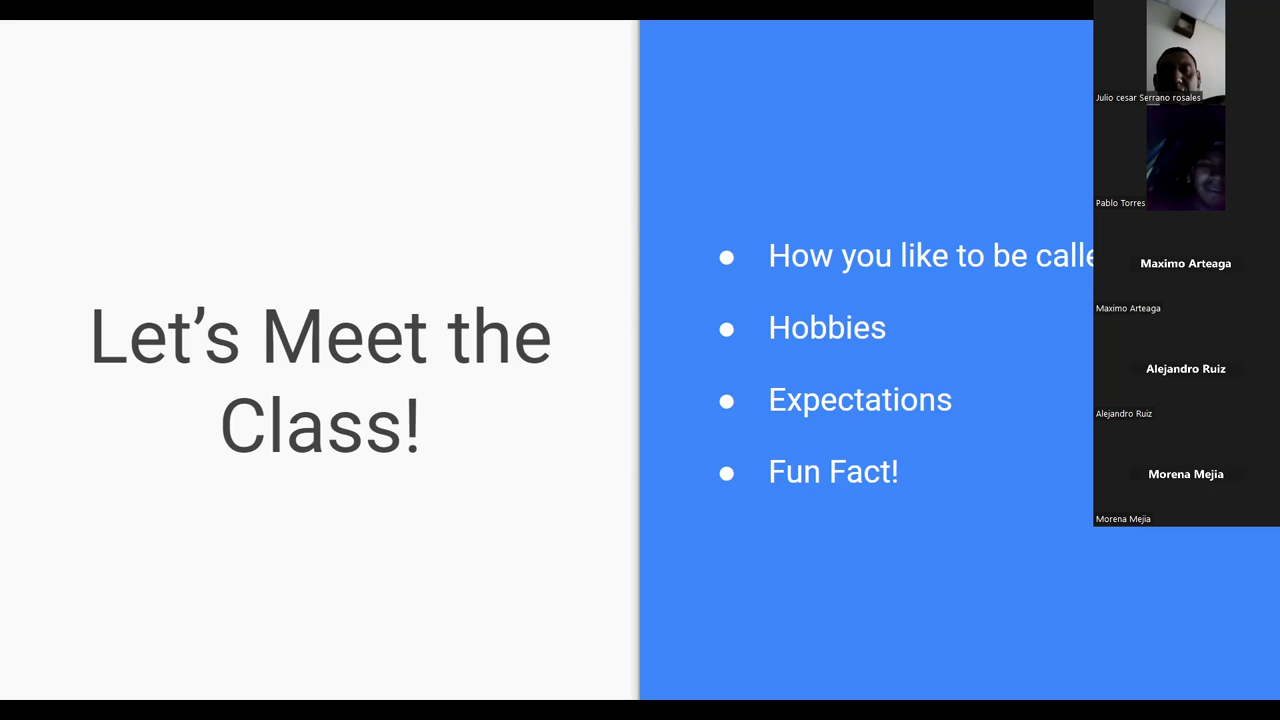 Let's Meet the
Class!
● How you like to be calle
● Hobbies
● Expectations
● Fun Fact!
Julio cesar Serrano rosales
Pablo Torres
Maximo Arteaga
Maximo Arteaga
Alejandro Ruiz
Alejandro Ruiz
Morena Mejia
Morena Mejia